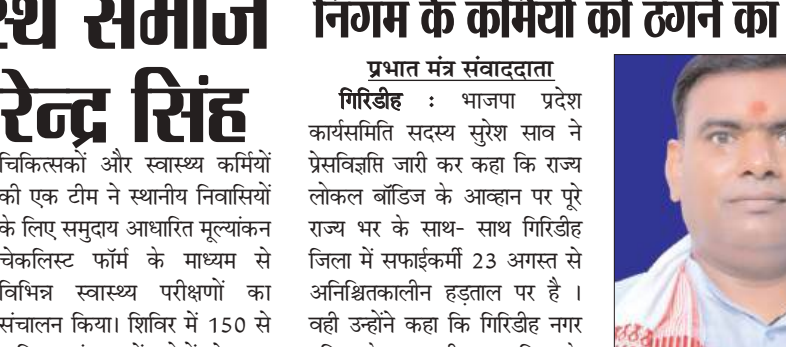 स्थ समाज
रेन्द्र सिंह
चिकित्सकों और स्वास्थ्य कर्मियों
की एक टीम ने स्थानीय निवासियों
के लिए समुदाय आधारित मूल्यांकन
चेकलिस्ट फॉर्म के माध्यम से
विभिन्न स्वास्थ्य परीक्षणों का
संचालन किया। शिविर में 150 से
निगम के कर्मियों को ठगने का
प्रभात मंत्र संवाददाता
गिरिडीह : भाजपा प्रदेश
कार्यसमिति सदस्य सुरेश साव ने
प्रेसविज्ञप्ति जारी कर कहा कि राज्य
लोकल बॉडिज के आव्हान पर पूरे
राज्य भर के साथ- साथ गिरिडीह
जिला में सफाईकर्मी 23 अगस्त से
अनिश्चितकालीन हड़ताल पर है ।
वही उन्होंने कहा कि गिरिडीह नगर